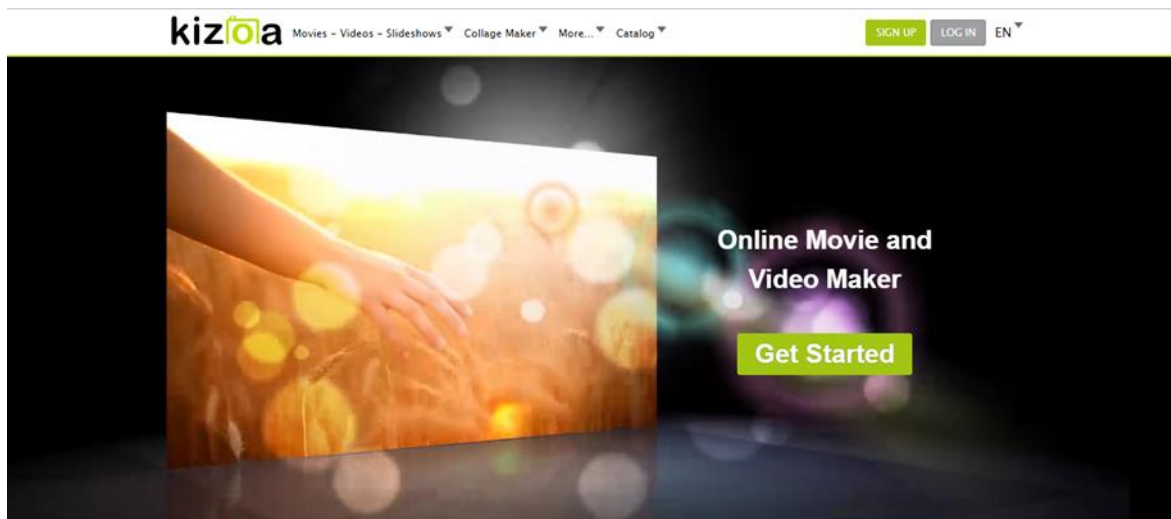 kizoa Movies - Videos - Slideshows Collage Maker More... Catalog SIGN UP LOG IN EN
Online Movie and
Video Maker
Get Started